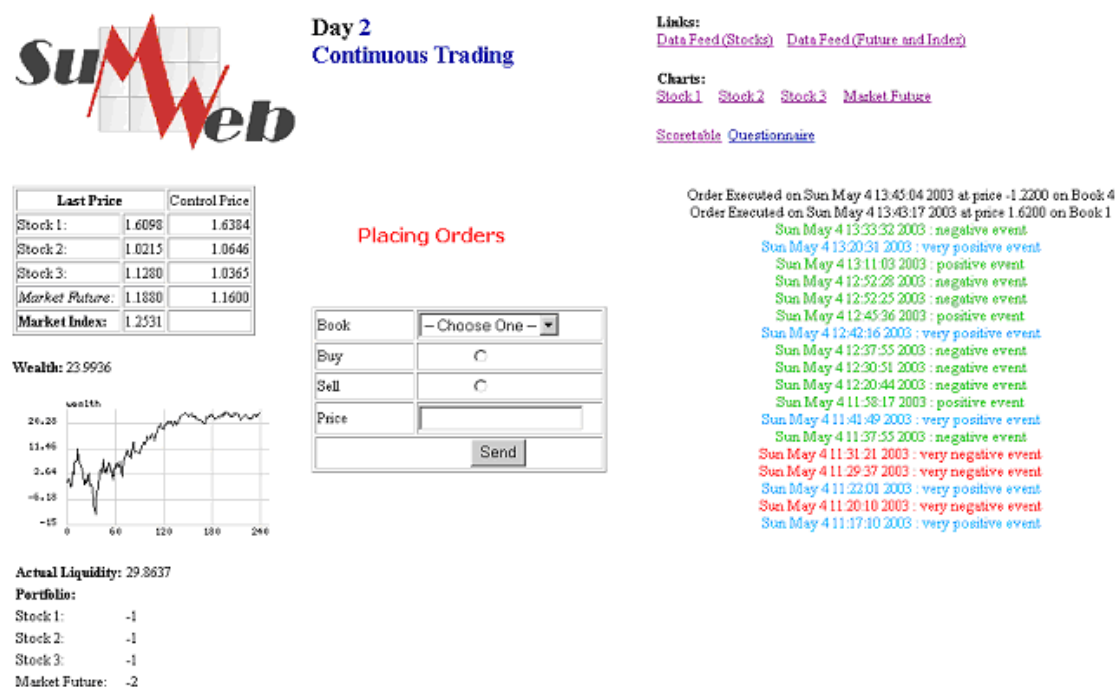 SumWeb
Day 2
Continuous Trading
Links:
Data Feed (Stocks) Data Feed (Future and Index)
Charts:
Stock 1 Stock 2 Stock 3 Market Future
Scoretable Questionnaire
Last Price Control Price
Stock 1: 1.6098 1.6384
Stock 2: 1.0215 1.0646
Stock 3: 1.1280 1.0365
Market Future: 1.1880 1.1600
Market Index: 1.2531
Wealth: 23.9936
wealth
20.28
11.46
2.64
-6.18
-15
0 60 120 180 240
Actual Liquidity: 29.8637
Portfolio:
Stock 1: -1
Stock 2: -1
Stock 3: -1
Market Future: -2
Placing Orders
Book -- Choose One --
Buy
Sell
Price
Send
Order Executed on Sun May 4 13:45:04 2003 at price -1.2200 on Book 4
Order Executed on Sun May 4 13:43:17 2003 at price 1.6200 on Book 1
Sun May 4 13:33:32 2003 : negative event
Sun May 4 13:20:31 2003 : very positive event
Sun May 4 13:11:03 2003 : positive event
Sun May 4 12:52:28 2003 : negative event
Sun May 4 12:52:25 2003 : negative event
Sun May 4 12:45:36 2003 : positive event
Sun May 4 12:42:16 2003 : very positive event
Sun May 4 12:37:55 2003 : negative event
Sun May 4 12:30:51 2003 : negative event
Sun May 4 12:20:44 2003 : negative event
Sun May 4 11:58:17 2003 : positive event
Sun May 4 11:41:49 2003 : very positive event
Sun May 4 11:37:55 2003 : negative event
Sun May 4 11:31:21 2003 : very negative event
Sun May 4 11:29:37 2003 : very negative event
Sun May 4 11:22:01 2003 : very positive event
Sun May 4 11:20:10 2003 : very negative event
Sun May 4 11:17:10 2003 : very positive event